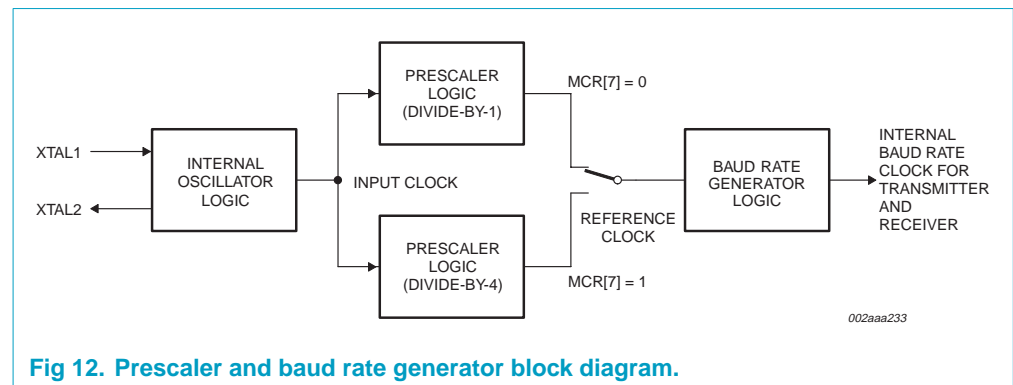 XTAL1
XTAL2
INTERNAL
OSCILLATOR
LOGIC
INPUT CLOCK
PRESCALER
LOGIC
(DIVIDE-BY-1)
MCR[7] = 0
PRESCALER
LOGIC
(DIVIDE-BY-4)
MCR[7] = 1
REFERENCE
CLOCK
BAUD RATE
GENERATOR
LOGIC
INTERNAL
BAUD RATE
CLOCK FOR
TRANSMITTER
AND
RECEIVER
002aaa233
Fig 12. Prescaler and baud rate generator block diagram.